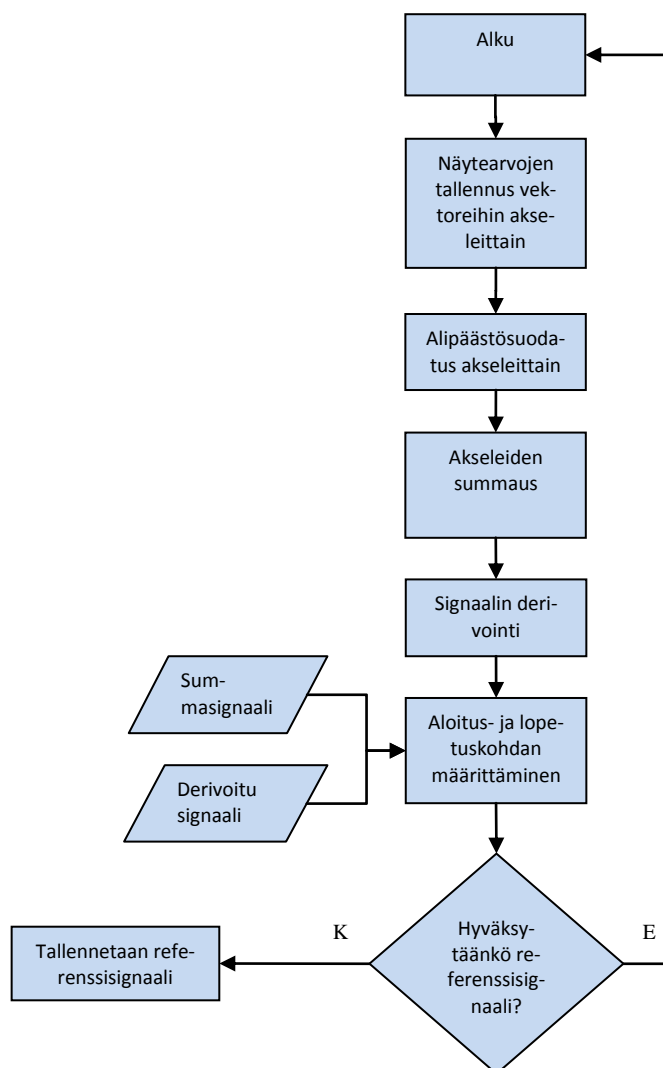 Alku
Näytearvojen
tallennus vek-
toreihin akse-
leittain
Alipäästösuoda-
tus akseleittain
Akseleiden
summaus
Signaalin deri-
vointi
Sum-
masignaali
Aloitus- ja lope-
tuskohdan
määrittäminen
Derivoitu
signaali
Hyväksy-
täänkö re-
ferenssisig-
naali?
K
E
Tallennetaan refe-
renssisignaali